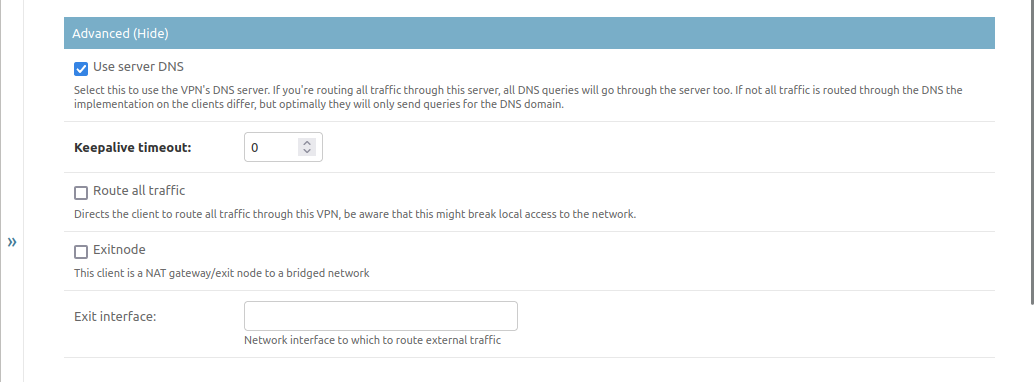 Advanced (Hide)
Use server DNS
Select this to use the VPN's DNS server. If you're routing all traffic through this server, all DNS queries will go through the server too. If not all traffic is routed through the DNS the
implementation on the clients differ, but optimally they will only send queries for the DNS domain.
Keepalive timeout:
0
Route all traffic
Directs the client to route all traffic through this VPN, be aware that this might break local access to the network.
»
Exitnode
This client is a NAT gateway/exit node to a bridged network
Exit interface:
Network interface to which to route external traffic